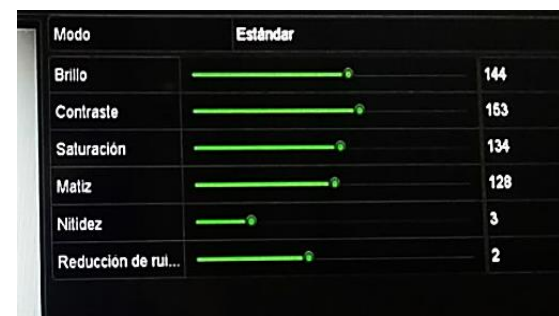 Modo Estándar
Brillo 144
Contraste 153
Saturación 134
Matiz 128
Nitidez 3
Reducción de rui... 2